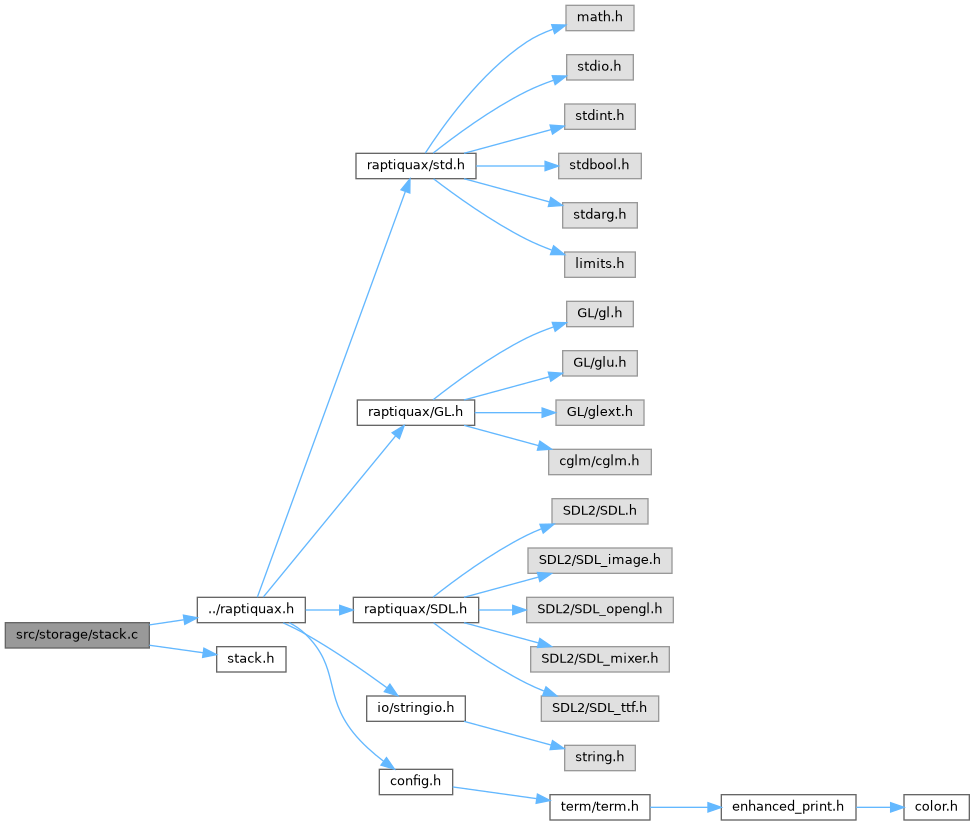 math.h
stdio.h
stdint.h
raptiquax/std.h
stdbool.h
stdarg.h
limits.h
GL/gl.h
GL/glu.h
raptiquax/GL.h
GL/glext.h
cglm/cglm.h
SDL2/SDL.h
SDL2/SDL_image.h
../raptiquax.h
raptiquax/SDL.h
SDL2/SDL_opengl.h
src/storage/stack.c
stack.h
SDL2/SDL_mixer.h
io/stringio.h
SDL2/SDL_ttf.h
string.h
config.h
term/term.h
enhanced_print.h
color.h